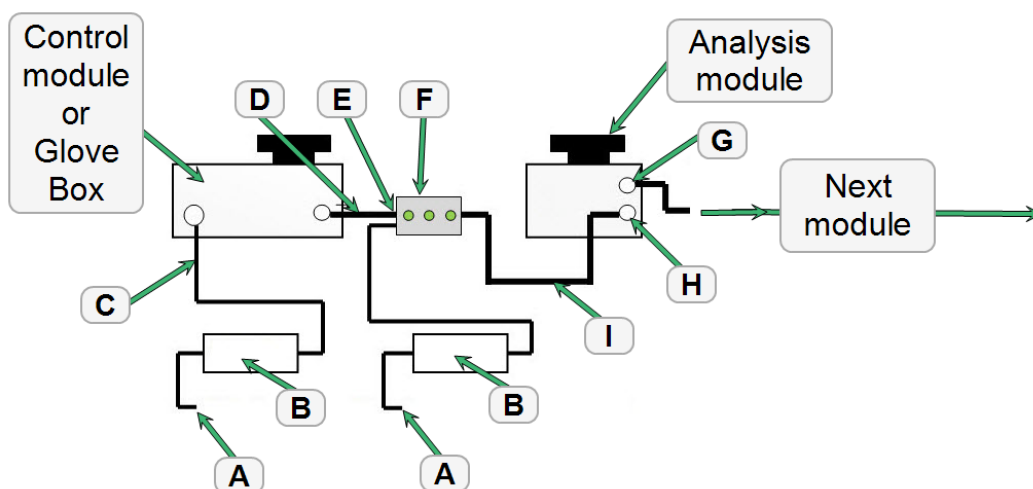 Control
module
or
Glove
Box
Analysis
module
D
E
F
G
Next
module
C
H
I
B
B
A
A